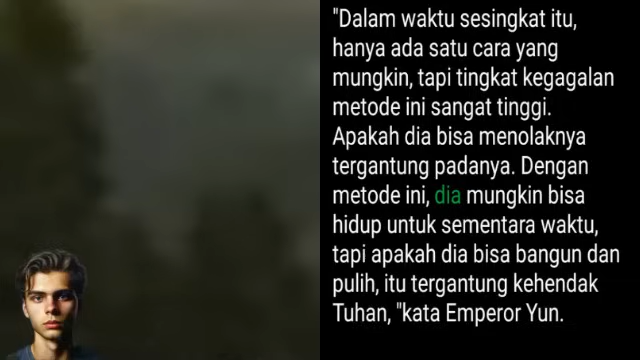 "Dalam waktu sesingkat itu,
hanya ada satu cara yang
mungkin, tapi tingkat kegagalan
metode ini sangat tinggi.
Apakah dia bisa menolaknya
tergantung padanya. Dengan
metode ini, dia mungkin bisa
hidup untuk sementara waktu,
tapi apakah dia bisa bangun dan
pulih, itu tergantung kehendak
Tuhan, "kata Emperor Yun.